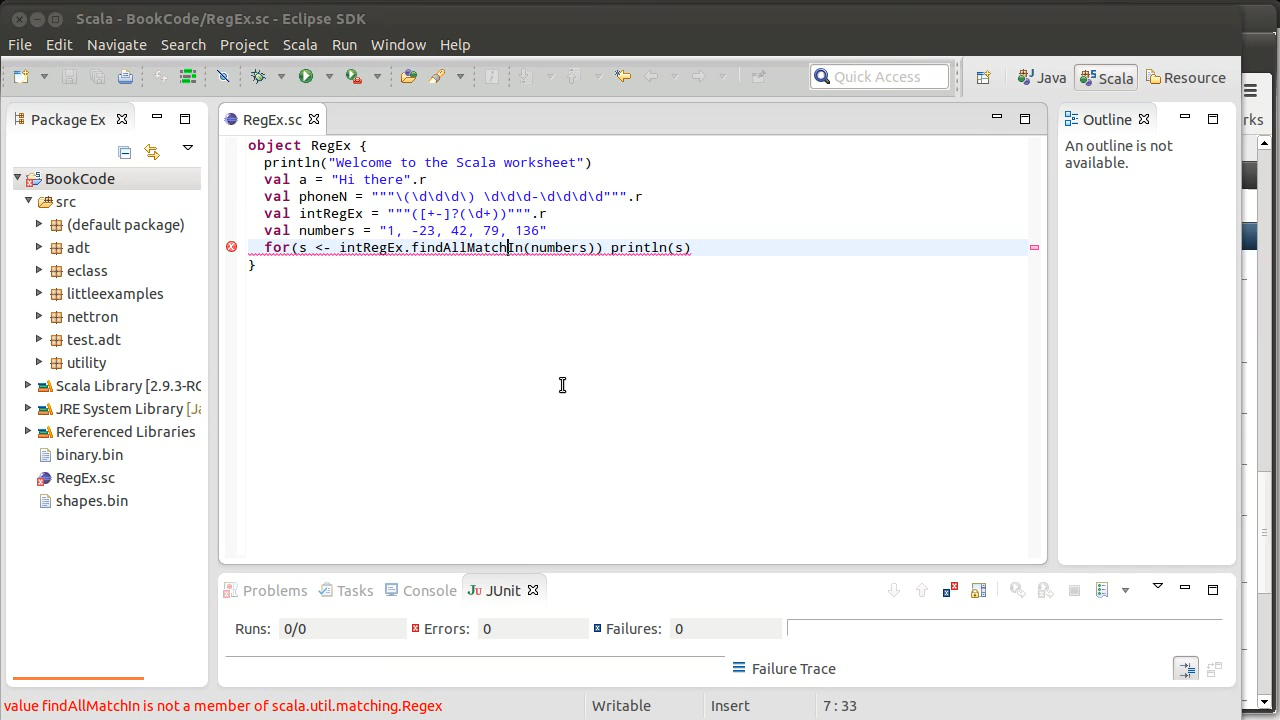 Scala - BookCode/RegEx.sc - Eclipse SDK
File Edit Navigate Search Project Scala Run Window Help
Quick Access
Java
Scala
Resource
Package Ex
RegEx.sc
Outline
rks
BookCode
src
(default package)
adt
eclass
littleexamples
nettron
test.adt
utility
Scala Library [2.9.3-RC
JRE System Library [Ja
Referenced Libraries
binary.bin
RegEx.sc
shapes.bin
object RegEx {
println("Welcome to the Scala worksheet")
val a = "Hi there".r
val phoneN = """\(\d\d\d\) \d\d\d-\d\d\d\d""".r
val intRegEx = """([+-]?(\d+))""".r
val numbers = "1, -23, 42, 79, 136"
for(s <- intRegEx.findAllMatchIn(numbers)) println(s)
}
An outline is not
available.
Problems
Tasks
Console
JUnit
Runs: 0/0
Errors: 0
Failures: 0
Failure Trace
value findAllMatchIn is not a member of scala.util.matching.Regex
Writable
Insert
7 : 33